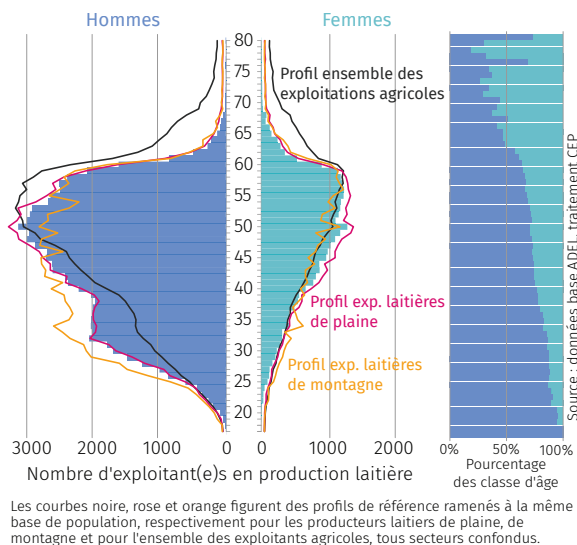 Hommes
Femmes
80
75
70
65
60
55
50
45
40
35
30
25
20
Profil ensemble des
exploitations agricoles
Profil exp. laitières
de plaine
Profil exp. laitières
de montagne
3000
2000
1000
0
0
1000
2000
Nombre d'exploitant(e)s en production laitière
0%
50%
100%
Pourcentage
des classe d'âge
Source : données base ADEL, traitement CEP
Les courbes noire, rose et orange figurent des profils de référence ramenés à la même
base de population, respectivement pour les producteurs laitiers de plaine, de
montagne et pour l'ensemble des exploitants agricoles, tous secteurs confondus.